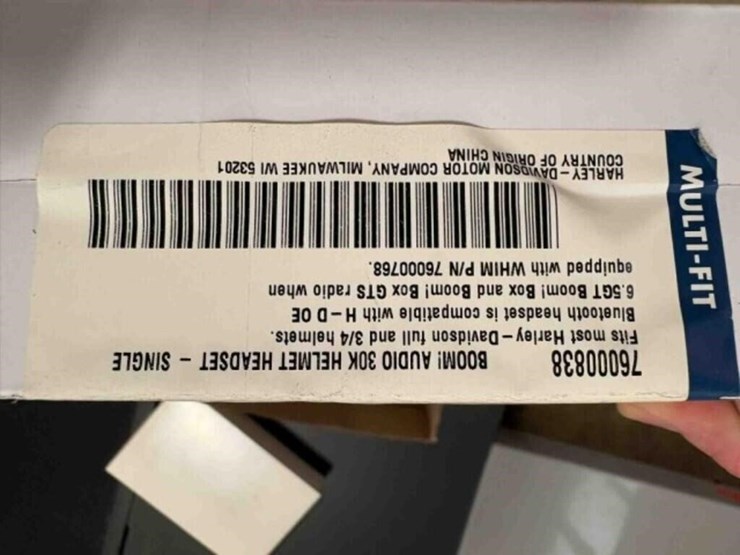 76000838 BOOM! AUDIO 30K HELMET HEADSET - SINGLE
Fits most Harley-Davidson full and 3/4 helmets.
Bluetooth headset is compatible with H-D OE
6.5GT Boom! Box and Boom! Box GTS radio when
equipped with WHIM P/N 76000768.
HARLEY-DAVIDSON MOTOR COMPANY, MILWAUKEE WI 53201
COUNTRY OF ORIGIN CHINA
MULTI-FIT